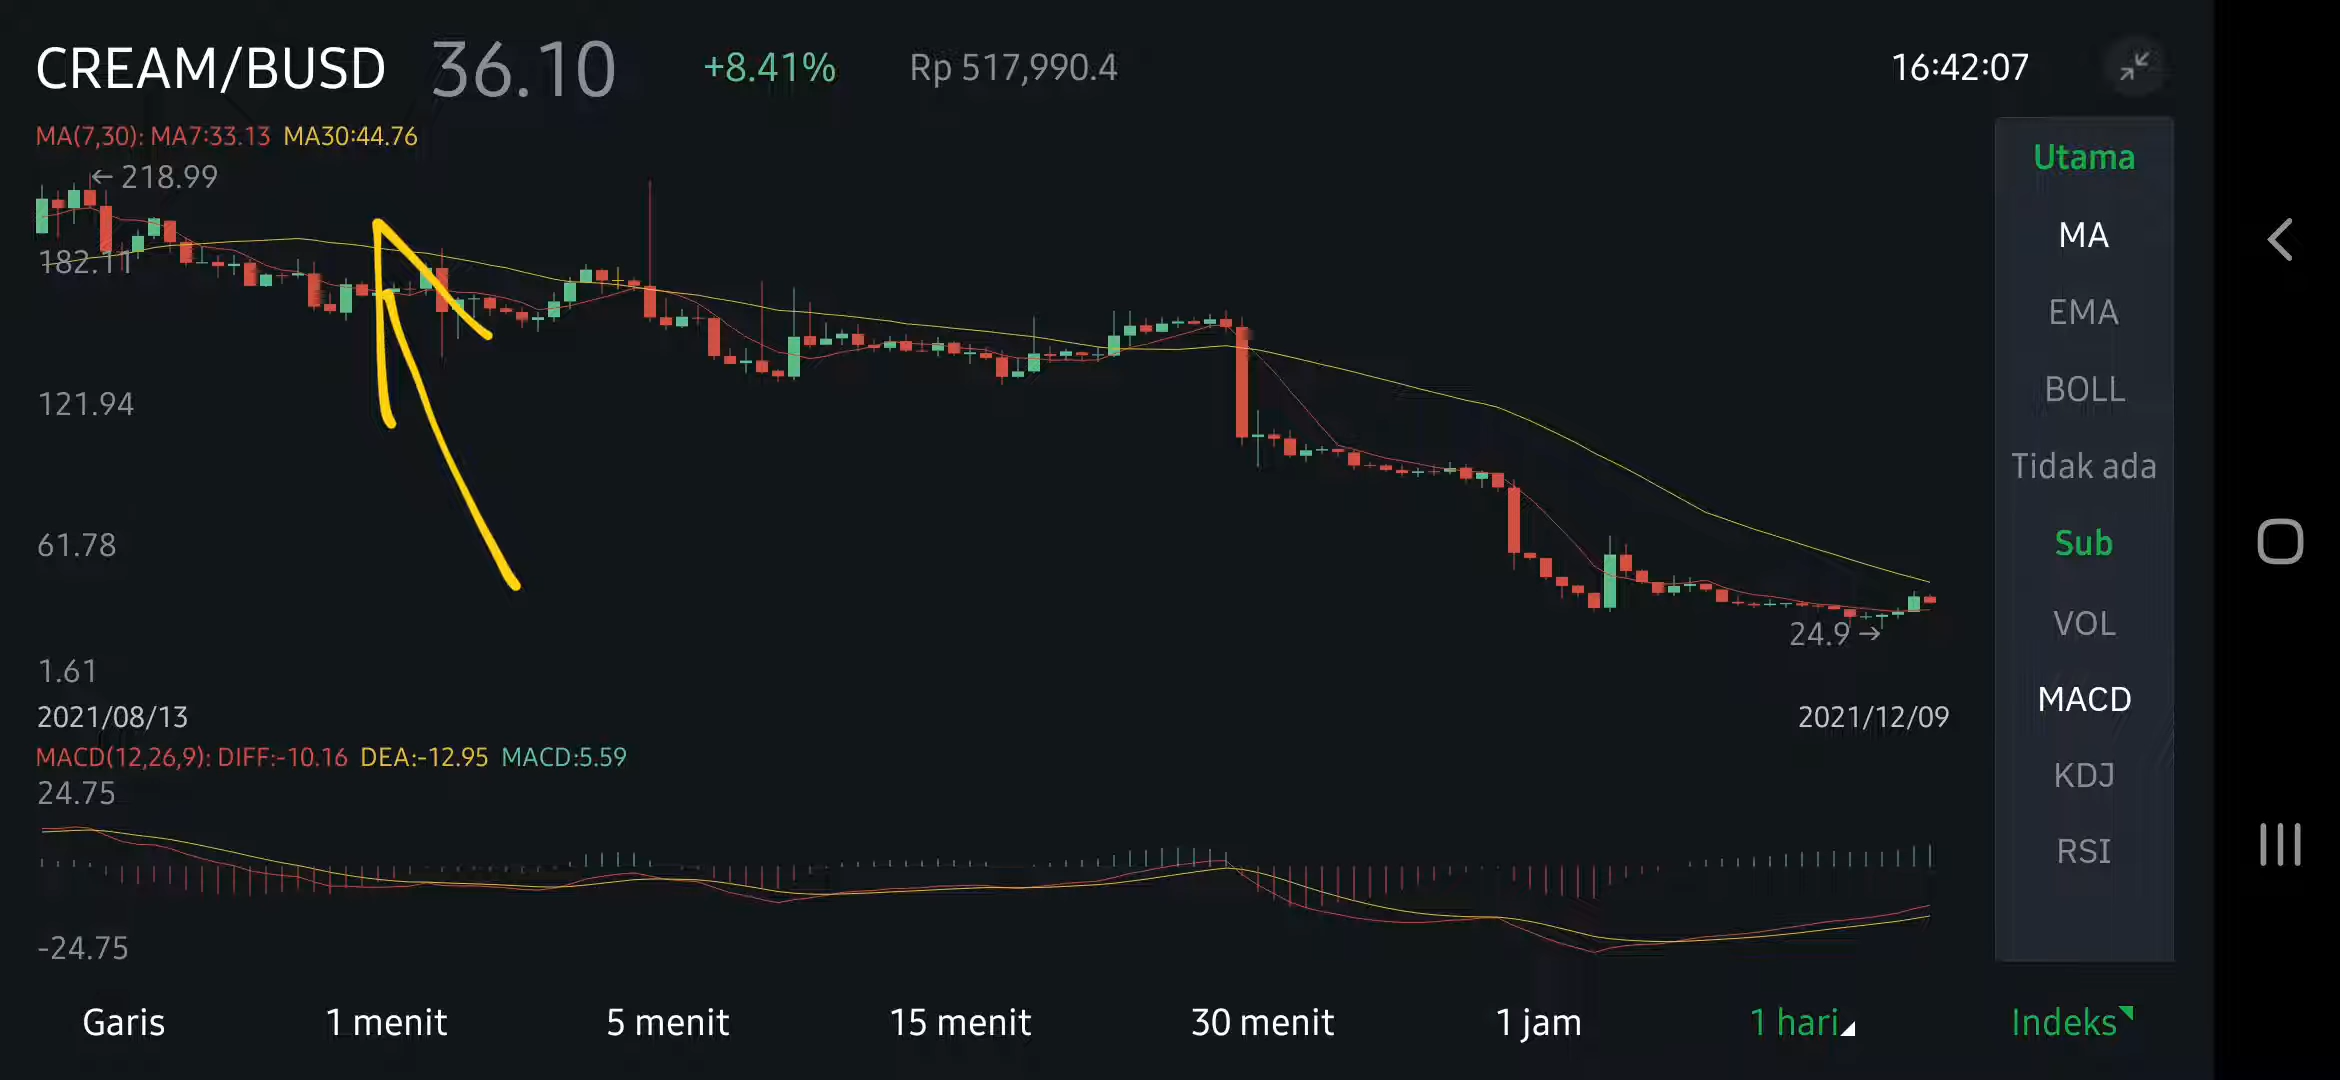 CREAM/BUSD 36.10 +8.41% Rp 517,990.4 16:42:07
MA(7,30): MA7:33.13 MA30:44.76
← 218.99
182.11
121.94
61.78
24.9 →
1.61
2021/08/13 2021/12/09
MACD(12,26,9): DIFF:-10.16 DEA:-12.95 MACD:5.59
24.75
-24.75
Utama
MA
EMA
BOLL
Tidak ada
Sub
VOL
MACD
KDJ
RSI
Garis 1 menit 5 menit 15 menit 30 menit 1 jam 1 hari Indeks